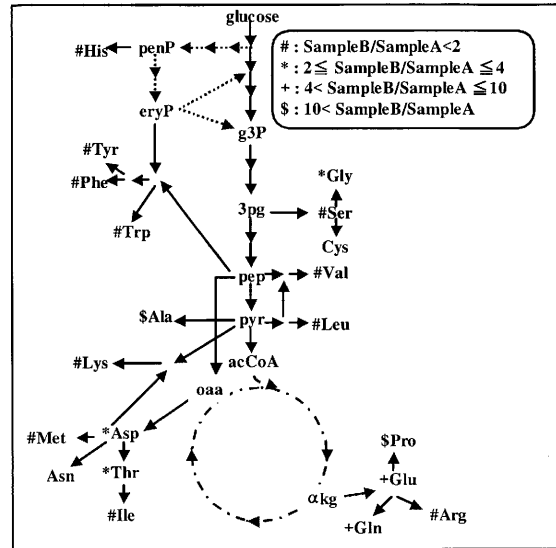 glucose
#His
penP
# : SampleB/SampleA<2
* : 2≦ SampleB/SampleA ≦4
+ : 4< SampleB/SampleA ≦10
$ : 10< SampleB/SampleA
eryP
g3P
#Tyr
#Phe
*Gly
3pg
#Ser
#Trp
Cys
pep
#Val
$Ala
pyr
#Leu
#Lys
acCoA
oaa
#Met
*Asp
$Pro
Asn
*Thr
+Glu
αkg
#Ile
+Gln
#Arg